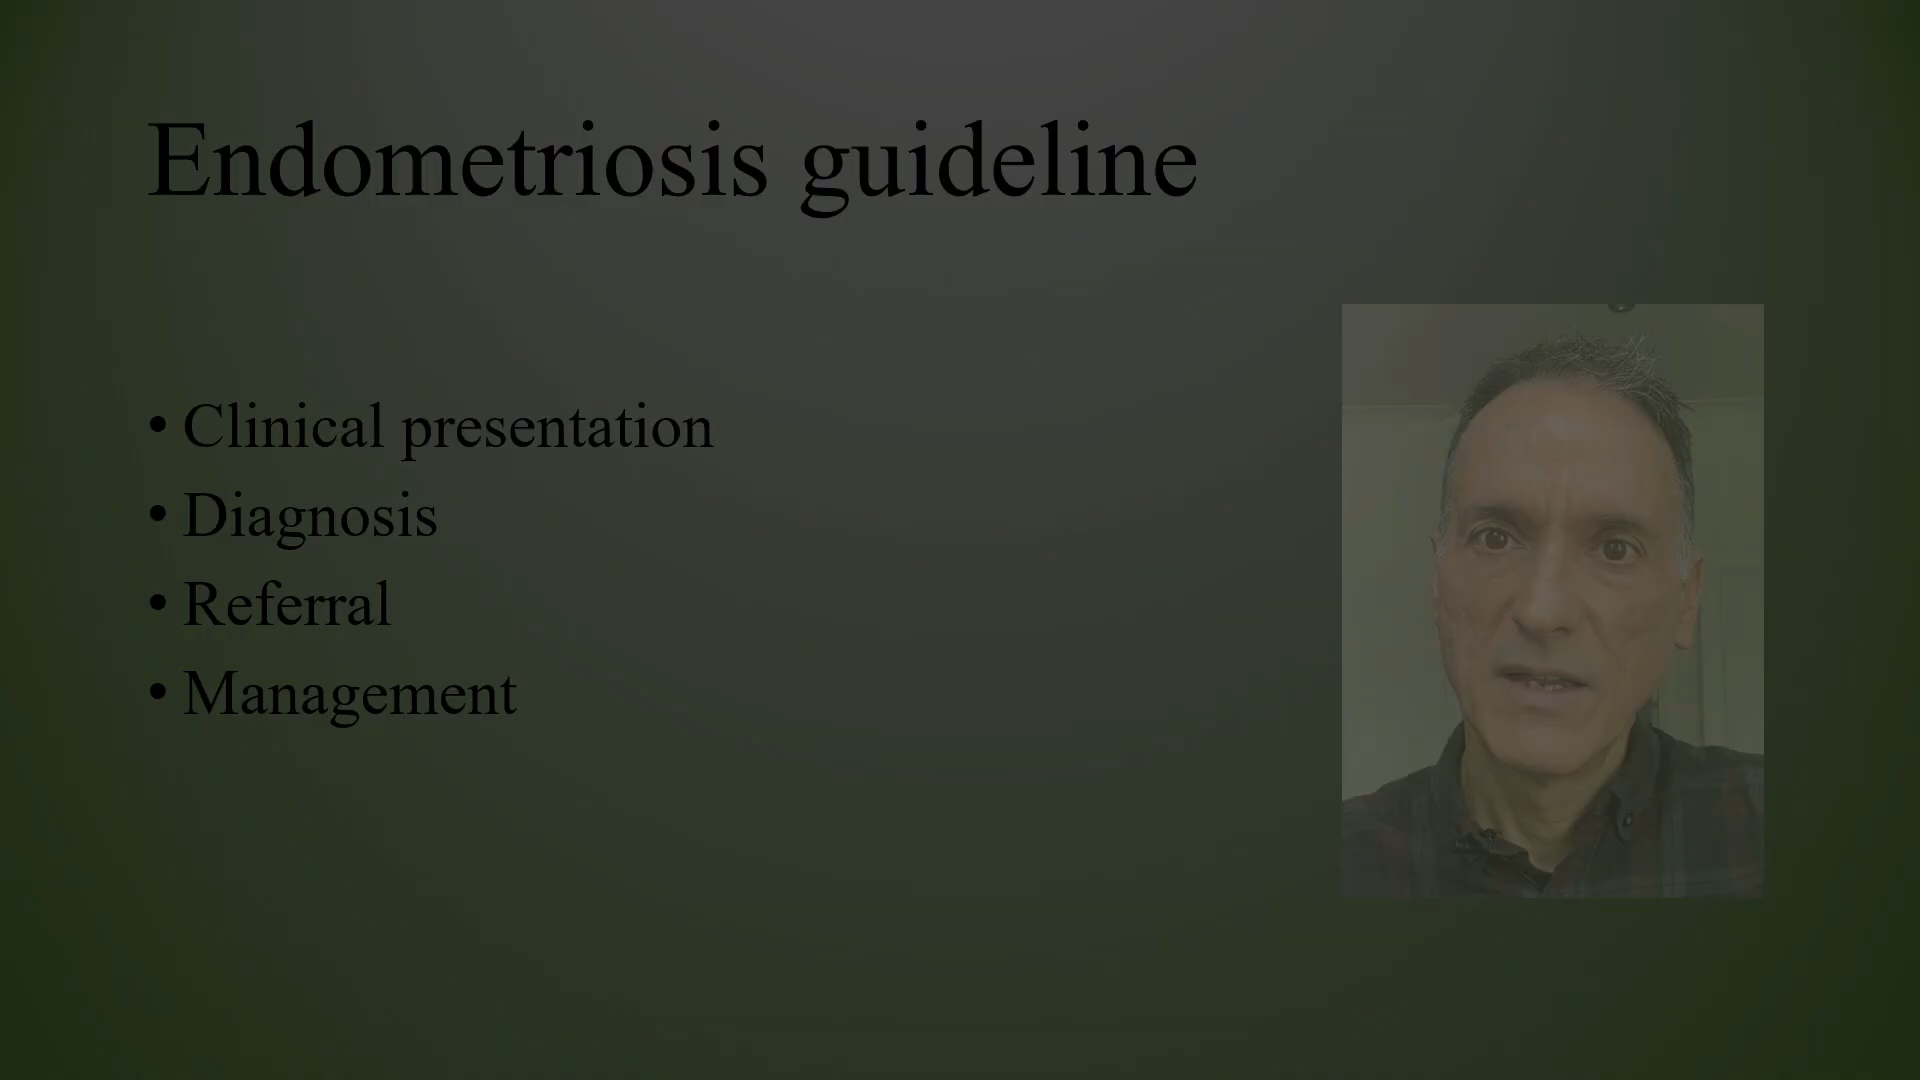 Endometriosis guideline
• Clinical presentation
• Diagnosis
• Referral
• Management